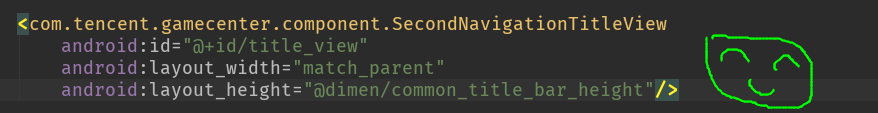 <com.tencent.gamecenter.component.SecondNavigationTitleView
android:id="@+id/title_view"
android:layout_width="match_parent"
android:layout_height="@dimen/common_title_bar_height"/>